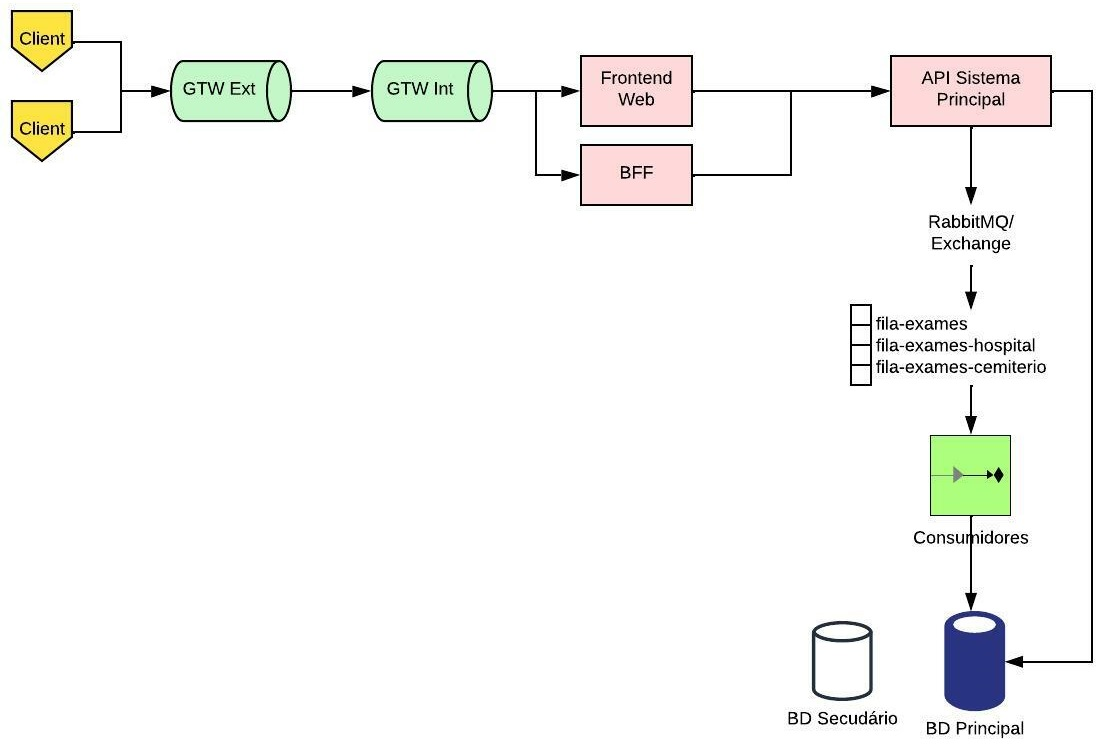 Client
Client
GTW Ext
GTW Int
Frontend
Web
BFF
API Sistema
Principal
RabbitMQ/
Exchange
fila-exames
fila-exames-hospital
fila-exames-cemiterio
Consumidores
BD Secudário
BD Principal